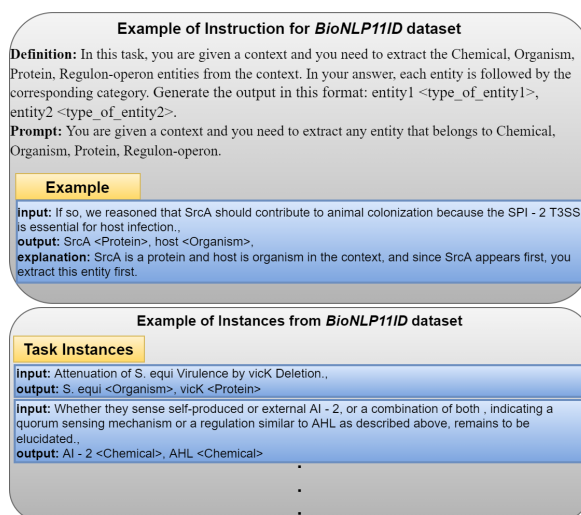 Example of Instruction for BioNLP11ID dataset
Definition: In this task, you are given a context and you need to extract the Chemical, Organism,
Protein, Regulon-operon entities from the context. In your answer, each entity is followed by the
corresponding category. Generate the output in this format: entity1 <type_of_entity1>,
entity2 <type_of_entity2>.
Prompt: You are given a context and you need to extract any entity that belongs to Chemical,
Organism, Protein, Regulon-operon.
Example
input: If so, we reasoned that SrcA should contribute to animal colonization because the SPI - 2 T3SS
is essential for host infection.,
output: SrcA <Protein>, host <Organism>,
explanation: SrcA is a protein and host is organism in the context, and since SrcA appears first, you
extract this entity first.
Example of Instances from BioNLP11ID dataset
Task Instances
input: Attenuation of S. equi Virulence by vicK Deletion.,
output: S. equi <Organism>, vicK <Protein>
input: Whether they sense self-produced or external AI - 2, or a combination of both , indicating a
quorum sensing mechanism or a regulation similar to AHL as described above, remains to be
elucidated.,
output: AI - 2 <Chemical>, AHL <Chemical>
.
.
.